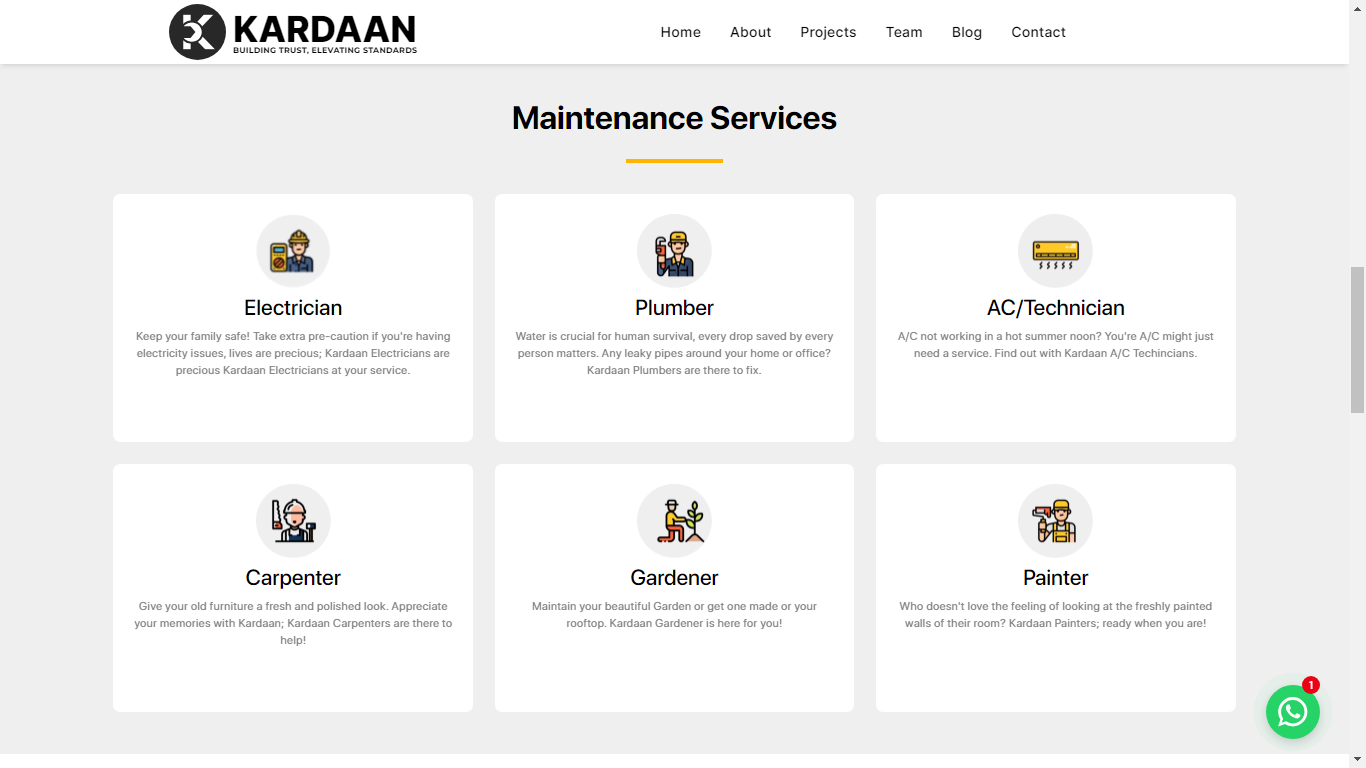 KARDAAN
BUILDING TRUST, ELEVATING STANDARDS
Home About Projects Team Blog Contact
Maintenance Services
Electrician
Keep your family safe! Take extra pre-caution if you're having
electricity issues, lives are precious; Kardaan Electricians are
precious Kardaan Electricians at your service.
Plumber
Water is crucial for human survival, every drop saved by every
person matters. Any leaky pipes around your home or office?
Kardaan Plumbers are there to fix.
AC/Technician
A/C not working in a hot summer noon? You're A/C might just
need a service. Find out with Kardaan A/C Techincians.
Carpenter
Give your old furniture a fresh and polished look. Appreciate
your memories with Kardaan; Kardaan Carpenters are there to
help!
Gardener
Maintain your beautiful Garden or get one made or your
rooftop. Kardaan Gardener is here for you!
Painter
Who doesn't love the feeling of looking at the freshly painted
walls of their room? Kardaan Painters; ready when you are!
1